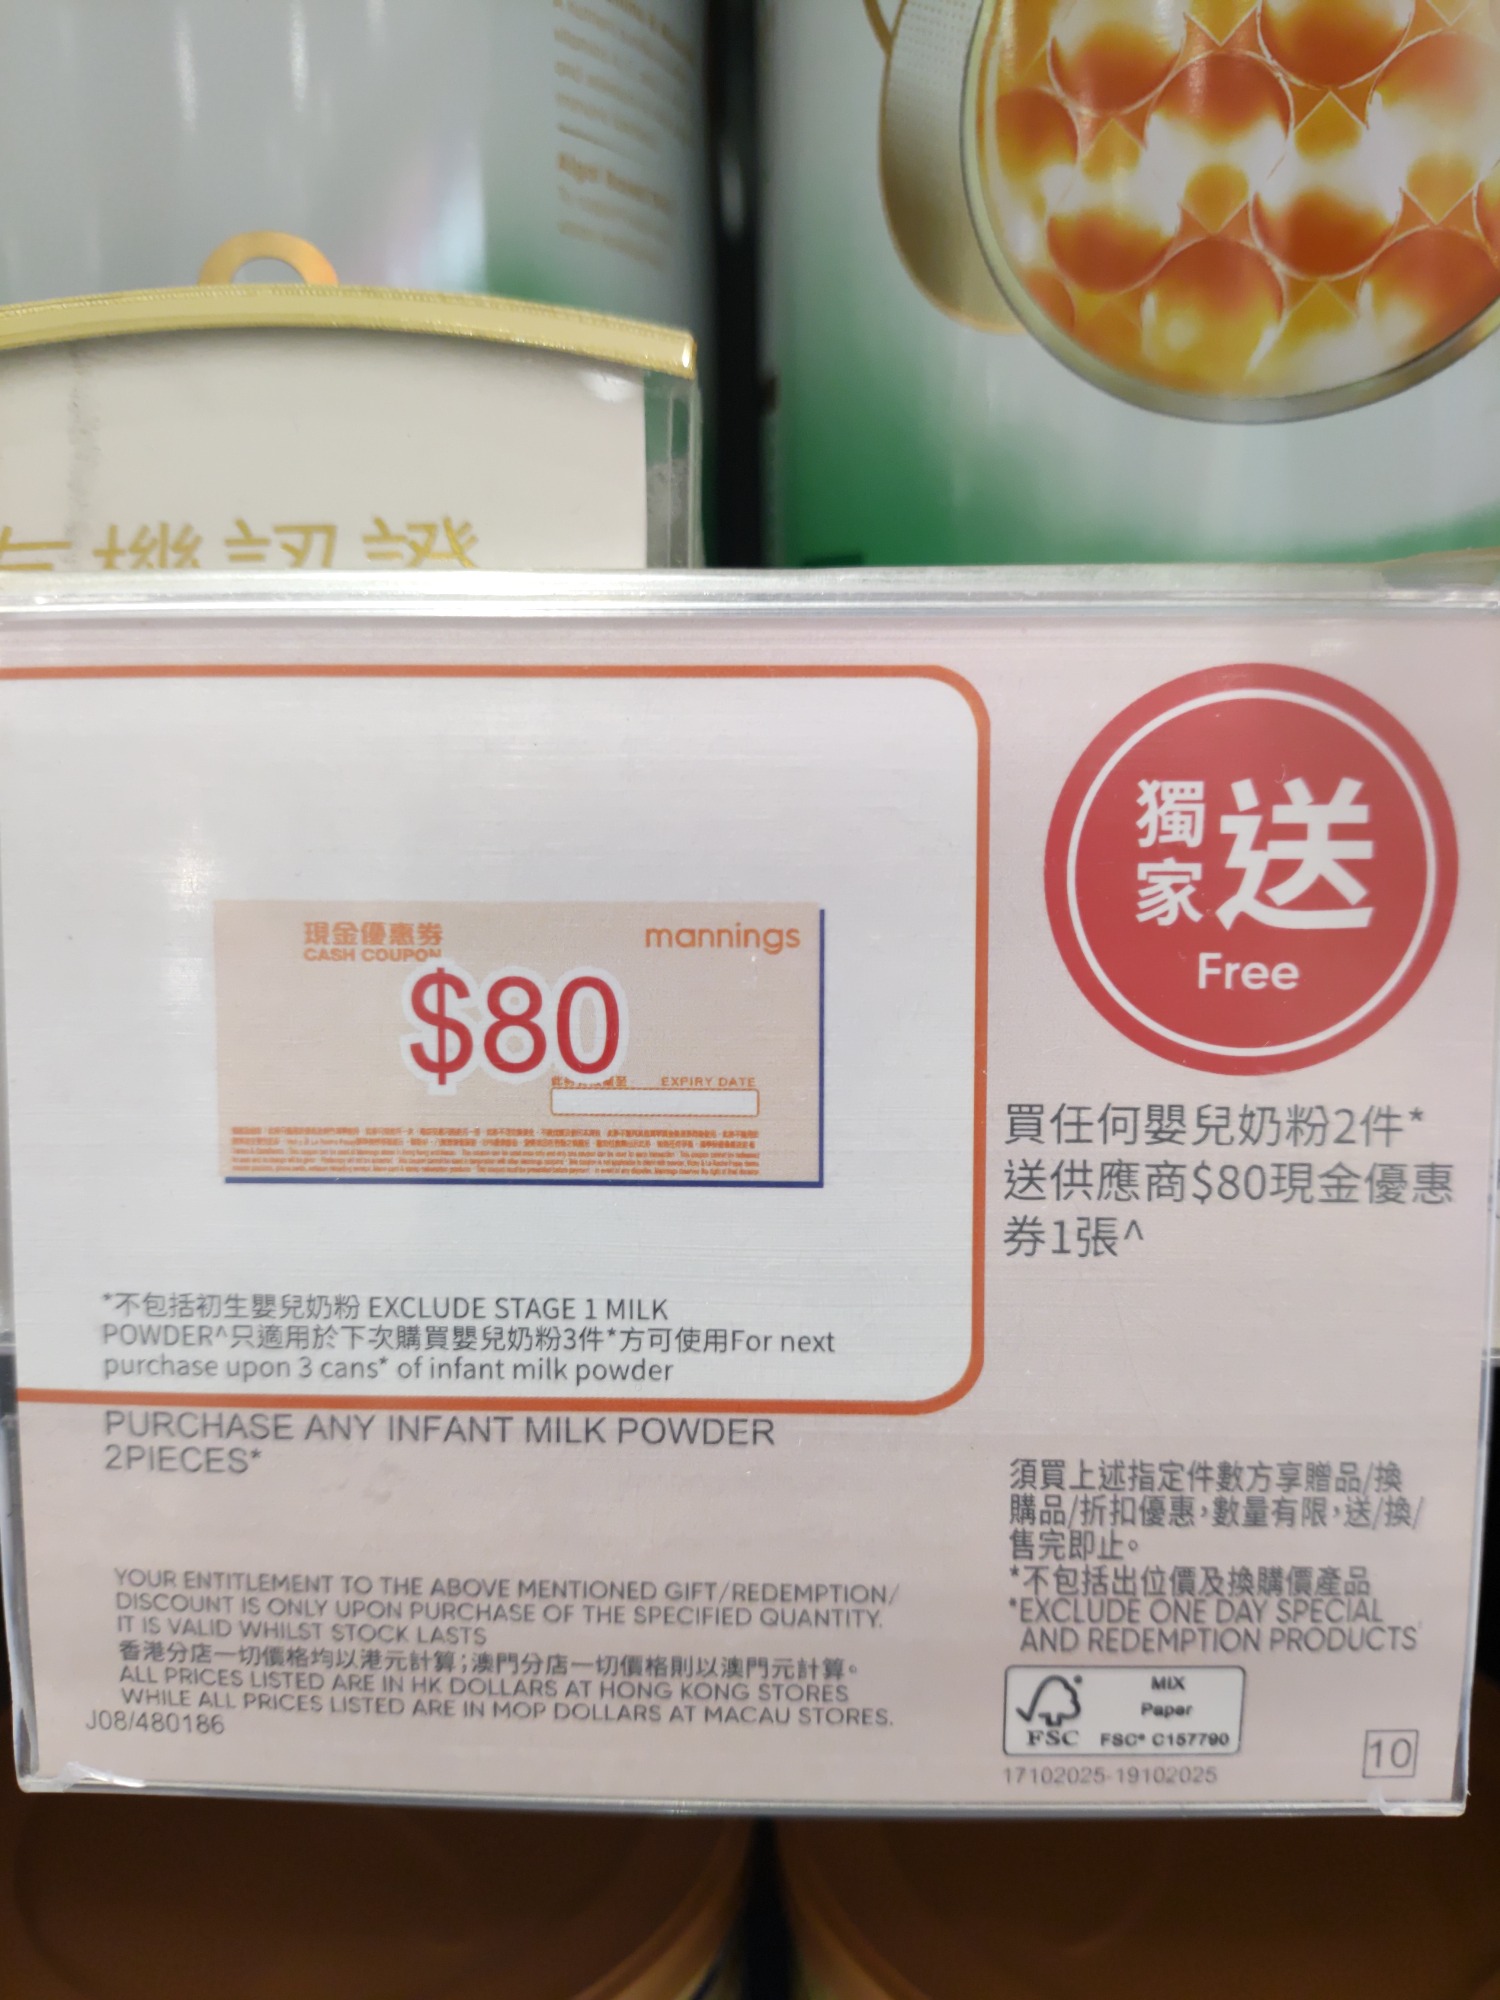 有機認證
獨家送
Free
現金優惠券
CASH COUPON
mannings
$80
EXPIRY DATE
買任何嬰兒奶粉2件*
送供應商$80現金優惠
券1張^
*不包括初生嬰兒奶粉 EXCLUDE STAGE 1 MILK
POWDER^只適用於下次購買嬰兒奶粉3件*方可使用For next
purchase upon 3 cans* of infant milk powder
PURCHASE ANY INFANT MILK POWDER
2PIECES*
須買上述指定件數方享贈品/換
購品/折扣優惠,數量有限,送/換/
售完即止。
*不包括出位價及換購價產品
*EXCLUDE ONE DAY SPECIAL
AND REDEMPTION PRODUCTS
YOUR ENTITLEMENT TO THE ABOVE MENTIONED GIFT/REDEMPTION/
DISCOUNT IS ONLY UPON PURCHASE OF THE SPECIFIED QUANTITY.
IT IS VALID WHILST STOCK LASTS
香港分店一切價格均以港元計算;澳門分店一切價格則以澳門元計算。
ALL PRICES LISTED ARE IN HK DOLLARS AT HONG KONG STORES
WHILE ALL PRICES LISTED ARE IN MOP DOLLARS AT MACAU STORES.
J08/480186
FSC
MIX
Paper
FSC® C157790
17102025-19102025
10